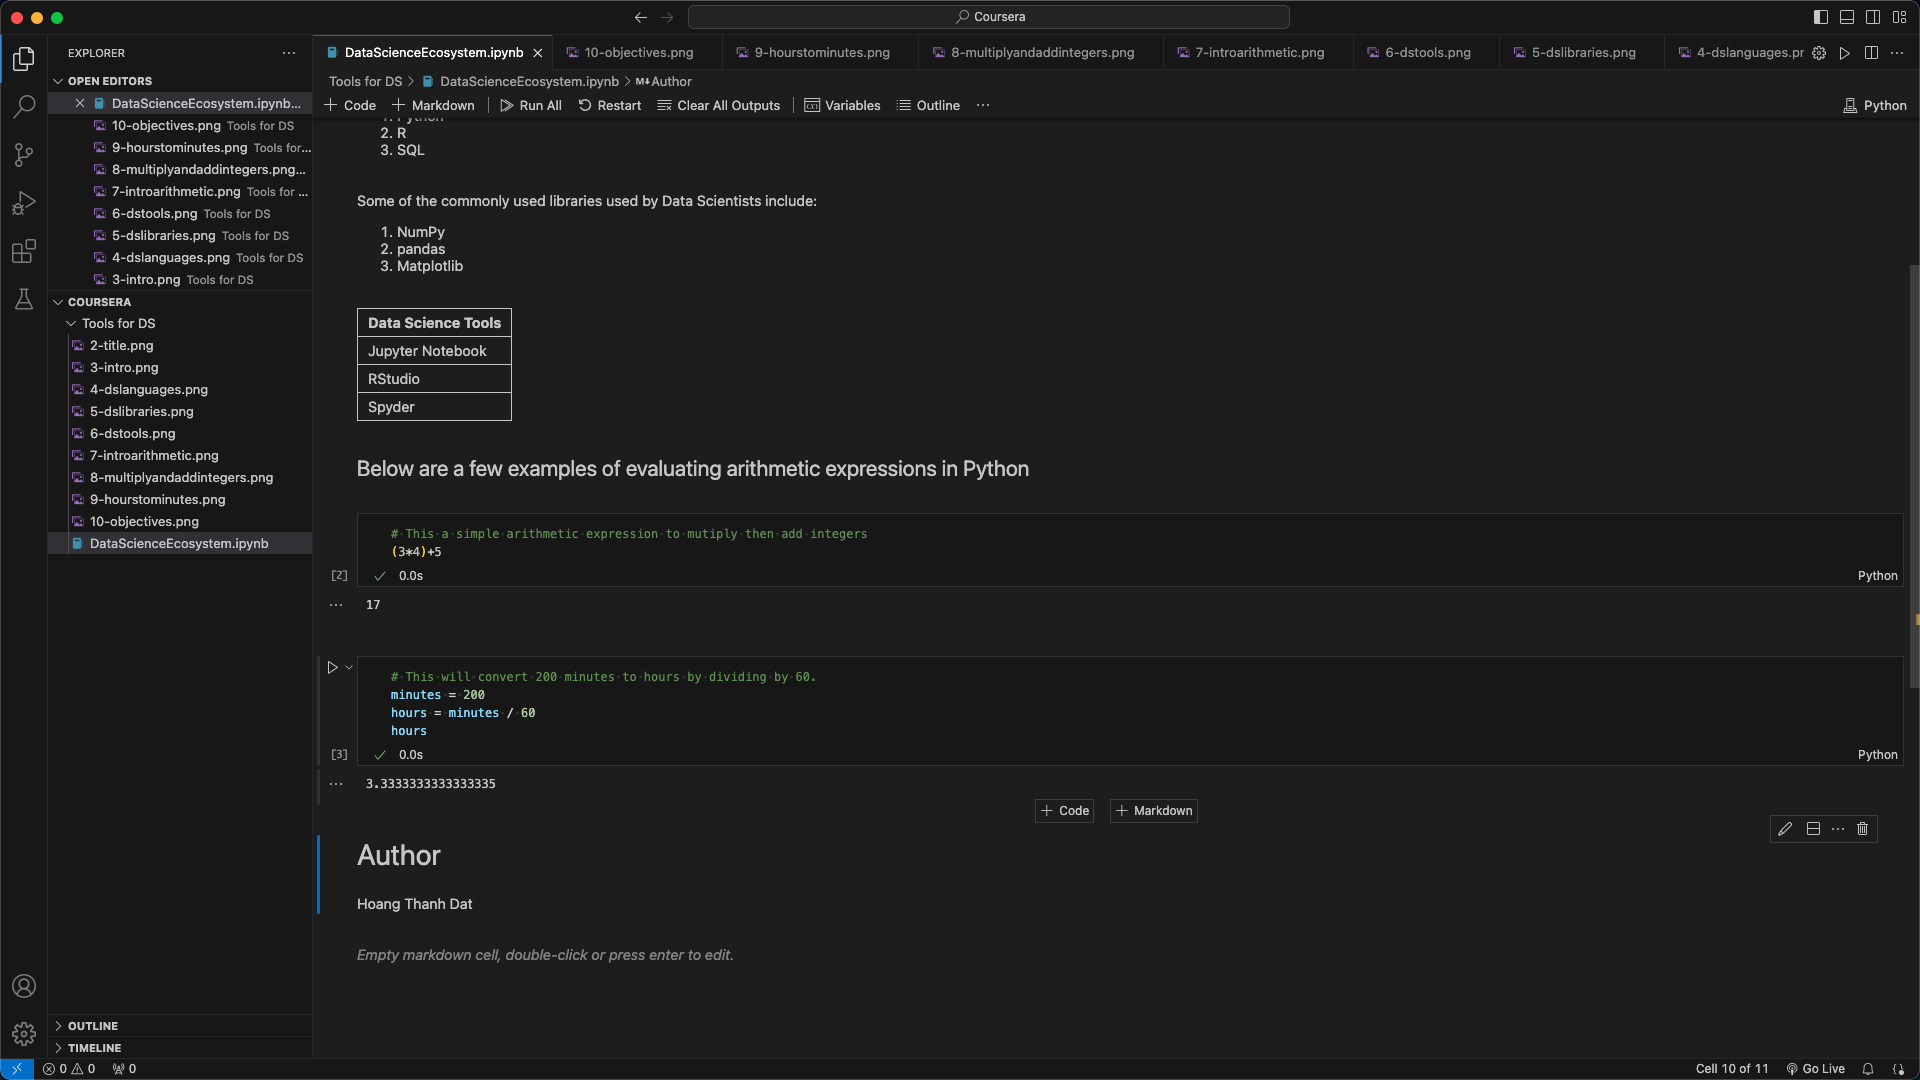 Coursera
EXPLORER
DataScienceEcosystem.ipynb
10-objectives.png
9-hourstominutes.png
8-multiplyandaddintegers.png
7-introarithmetic.png
6-dstools.png
5-dslibraries.png
4-dslanguages.pr
OPEN EDITORS
DataScienceEcosystem.ipynb...
10-objectives.png Tools for DS
9-hourstominutes.png Tools for...
8-multiplyandaddintegers.png...
7-introarithmetic.png Tools for ...
6-dstools.png Tools for DS
5-dslibraries.png Tools for DS
4-dslanguages.png Tools for DS
3-intro.png Tools for DS
COURSERA
Tools for DS
2-title.png
3-intro.png
4-dslanguages.png
5-dslibraries.png
6-dstools.png
7-introarithmetic.png
8-multiplyandaddintegers.png
9-hourstominutes.png
10-objectives.png
DataScienceEcosystem.ipynb
OUTLINE
TIMELINE
Tools for DS > DataScienceEcosystem.ipynb > M↓Author
Code Markdown Run All Restart Clear All Outputs Variables Outline ...
Python
1. Python
2. R
3. SQL
Some of the commonly used libraries used by Data Scientists include:
1. NumPy
2. pandas
3. Matplotlib
Data Science Tools
Jupyter Notebook
RStudio
Spyder
Below are a few examples of evaluating arithmetic expressions in Python
# This a simple arithmetic expression to mutiply then add integers
(3*4)+5
[2] 0.0s Python
17
# This will convert 200 minutes to hours by dividing by 60.
minutes = 200
hours = minutes / 60
hours
[3] 0.0s Python
3.3333333333333335
Code Markdown
Author
Hoang Thanh Dat
Empty markdown cell, double-click or press enter to edit.
0 0 0
Cell 10 of 11 Go Live